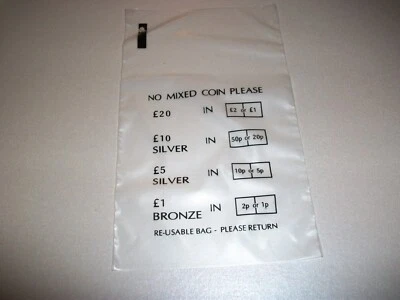 NO MIXED COIN PLEASE
£20 IN £2 or £1
£10 SILVER IN 50p or 20p
£5 SILVER IN 10p or 5p
£1 BRONZE IN 2p or 1p
RE-USABLE BAG - PLEASE RETURN